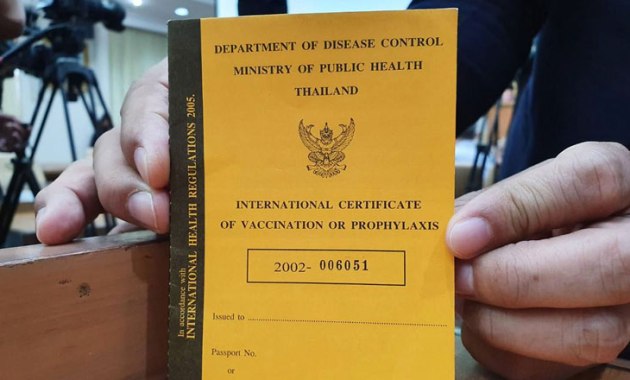 DEPARTMENT OF DISEASE CONTROL
MINISTRY OF PUBLIC HEALTH
THAILAND
INTERNATIONAL CERTIFICATE
OF VACCINATION OR PROPHYLAXIS
2002- 006051
Issued to
Passport No.
or
In accordance with
INTERNATIONAL HEALTH REGULATIONS 2005.